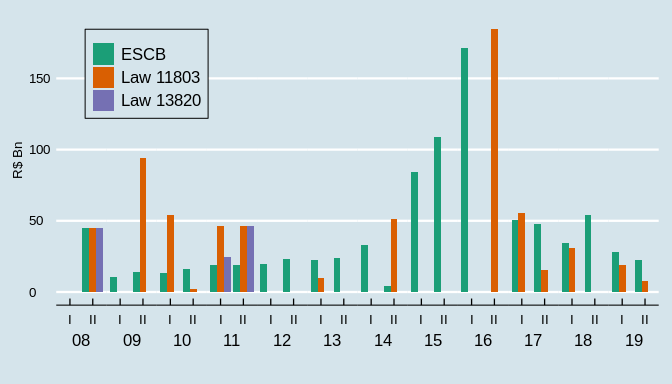 ESCB
Law 11803
Law 13820
R$ Bn
150
100
50
0
I II I II I II I II I II I II I II I II I II I II I II I II
08 09 10 11 12 13 14 15 16 17 18 19